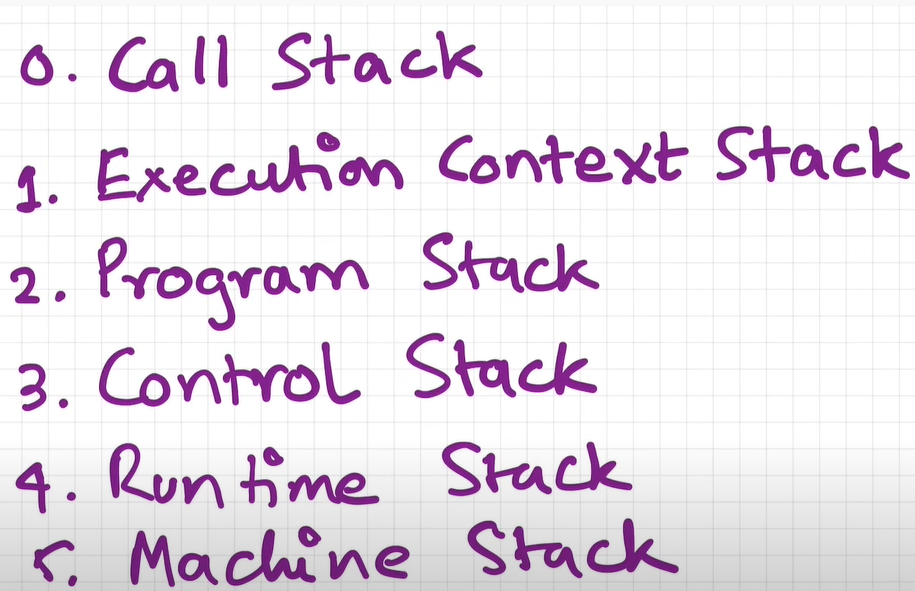 0. Call Stack
1. Execution Context Stack
2. Program Stack
3. Control Stack
4. Runtime Stack
5. Machine Stack